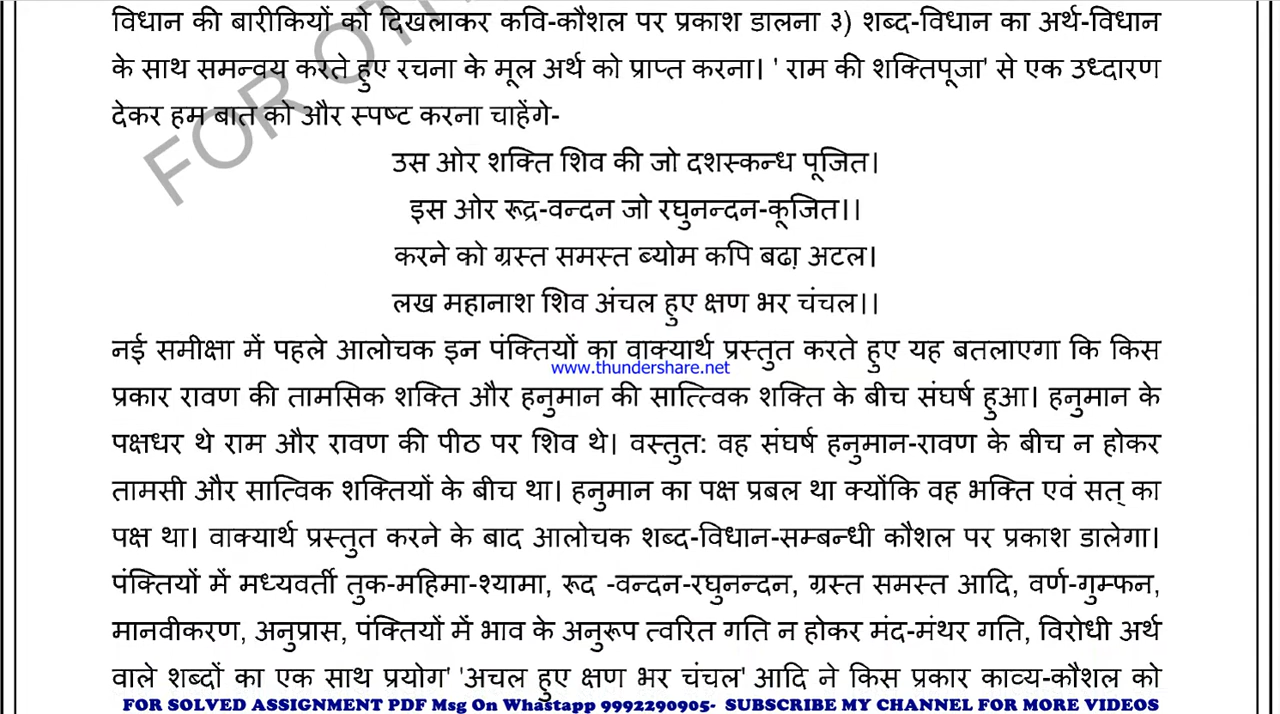 विधान की बारीकियों को दिखलाकर कवि-कौशल पर प्रकाश डालना ३) शब्द-विधान का अर्थ-विधान
के साथ समन्वय करते हुए रचना के मूल अर्थ को प्राप्त करना। ' राम की शक्तिपूजा' से एक उध्दारण
देकर हम बात को और स्पष्ट करना चाहेंगे-
उस ओर शक्ति शिव की जो दशस्कन्ध पूजित।
इस ओर रूद्र-वन्दन जो रघुनन्दन-कूजित।।
करने को ग्रस्त समस्त ब्योम कपि बढा़ अटल।
लख महानाश शिव अंचल हुए क्षण भर चंचल।।
नई समीक्षा में पहले आलोचक इन पंक्तियों का वाक्यार्थ प्रस्तुत करते हुए यह बतलाएगा कि किस
www.thundershare.net
प्रकार रावण की तामसिक शक्ति और हनुमान की सात्त्विक शक्ति के बीच संघर्ष हुआ। हनुमान के
पक्षधर थे राम और रावण की पीठ पर शिव थे। वस्तुत: वह संघर्ष हनुमान-रावण के बीच न होकर
तामसी और सात्विक शक्तियों के बीच था। हनुमान का पक्ष प्रबल था क्योंकि वह भक्ति एवं सत् का
पक्ष था। वाक्यार्थ प्रस्तुत करने के बाद आलोचक शब्द-विधान-सम्बन्धी कौशल पर प्रकाश डालेगा।
पंक्तियों में मध्यवर्ती तुक-महिमा-श्यामा, रूद -वन्दन-रघुनन्दन, ग्रस्त समस्त आदि, वर्ण-गुम्फन,
मानवीकरण, अनुप्रास, पंक्तियों में भाव के अनुरूप त्वरित गति न होकर मंद-मंथर गति, विरोधी अर्थ
वाले शब्दों का एक साथ प्रयोग' 'अचल हुए क्षण भर चंचल' आदि ने किस प्रकार काव्य-कौशल को
FOR SOLVED ASSIGNMENT PDF Msg On Whastapp 9992290905- SUBSCRIBE MY CHANNEL FOR MORE VIDEOS